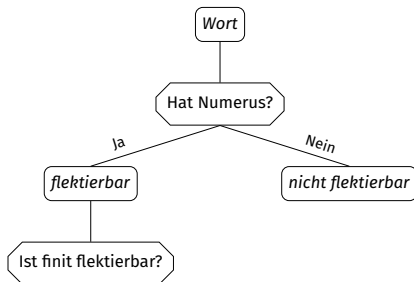 Wort
Hat Numerus?
Ja
Nein
flektierbar
nicht flektierbar
Ist finit flektierbar?